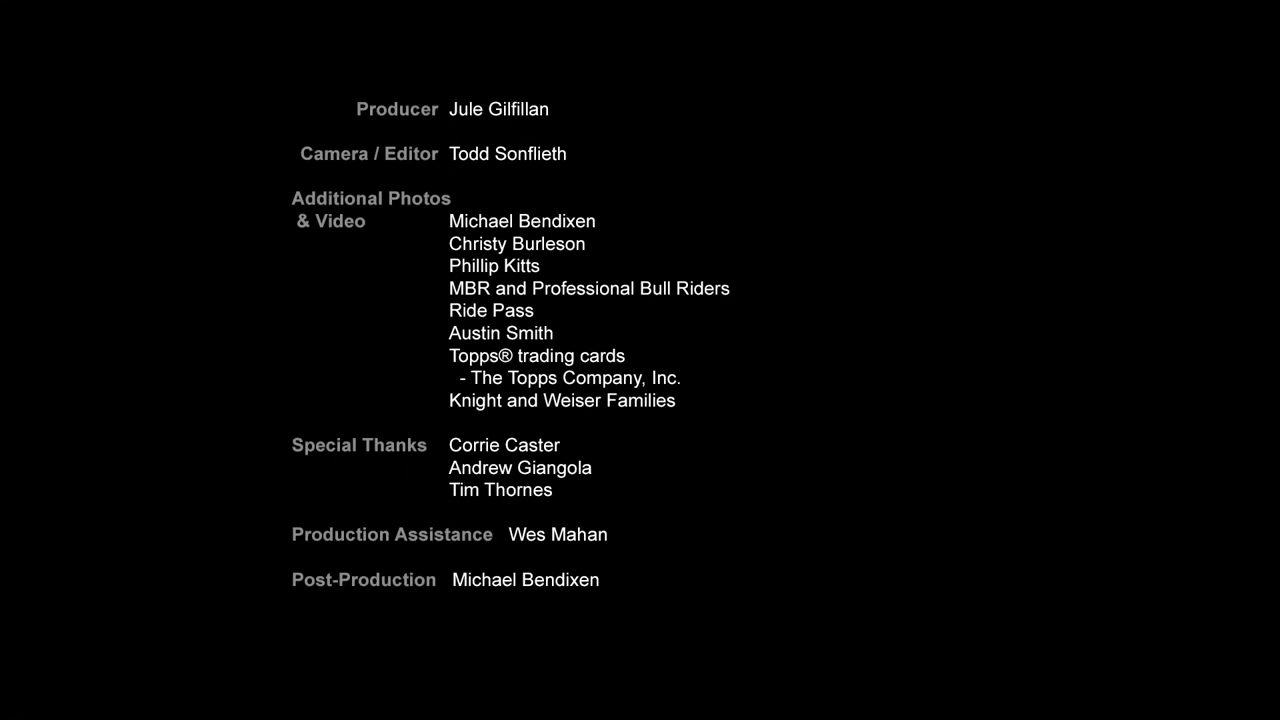 Producer Jule Gilfillan
Camera / Editor Todd Sonflieth
Additional Photos
& Video Michael Bendixen
Christy Burleson
Phillip Kitts
MBR and Professional Bull Riders
Ride Pass
Austin Smith
Topps® trading cards
- The Topps Company, Inc.
Knight and Weiser Families
Special Thanks Corrie Caster
Andrew Giangola
Tim Thornes
Production Assistance Wes Mahan
Post-Production Michael Bendixen